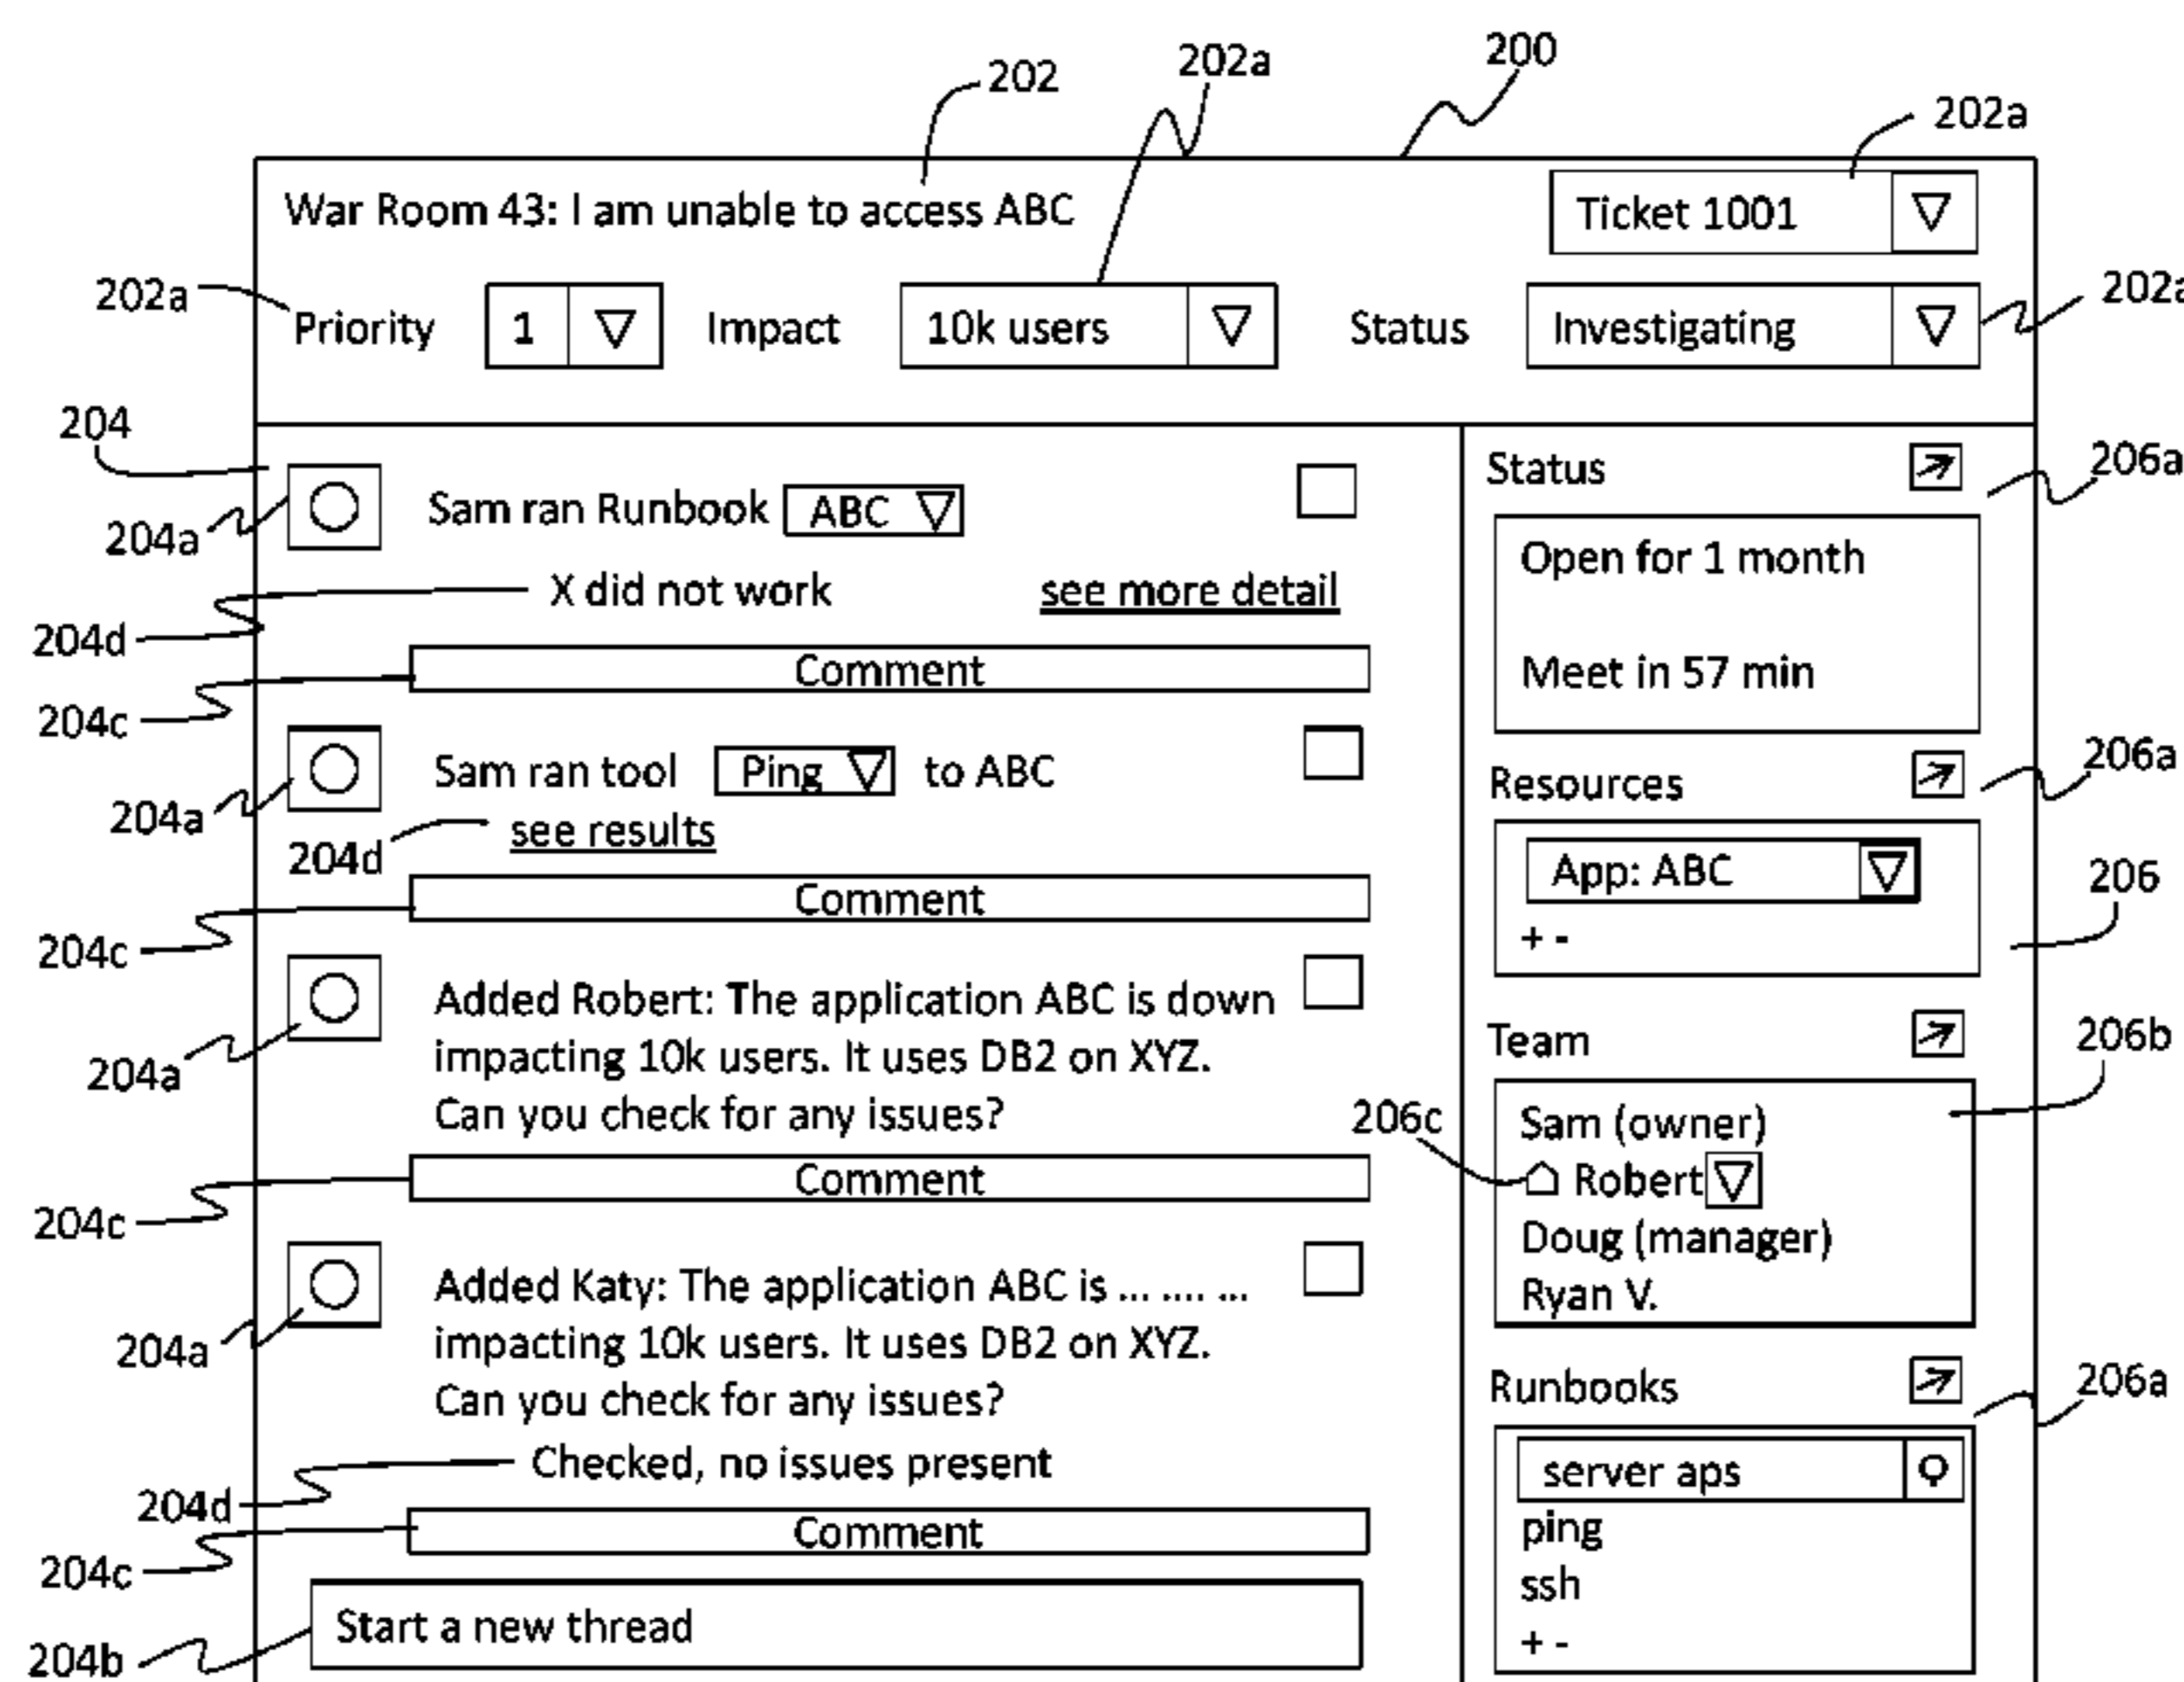 202
202a
200
202a
War Room 43: I am unable to access ABC
Ticket 1001
202a
Priority
1
Impact
10k users
Status
Investigating
202a
204
204a
Sam ran Runbook ABC
204d
X did not work
see more detail
204c
Comment
204a
Sam ran tool Ping to ABC
204d
see results
204c
Comment
204a
Added Robert: The application ABC is down
impacting 10k users. It uses DB2 on XYZ.
Can you check for any issues?
204c
Comment
204a
Added Katy: The application ABC is ... .... ...
impacting 10k users. It uses DB2 on XYZ.
Can you check for any issues?
204d
Checked, no issues present
204c
Comment
204b
Start a new thread
Status
206a
Open for 1 month
Meet in 57 min
Resources
206a
App: ABC
+ -
206
Team
206b
206c
Sam (owner)
Robert
Doug (manager)
Ryan V.
Runbooks
206a
server aps
ping
ssh
+ -